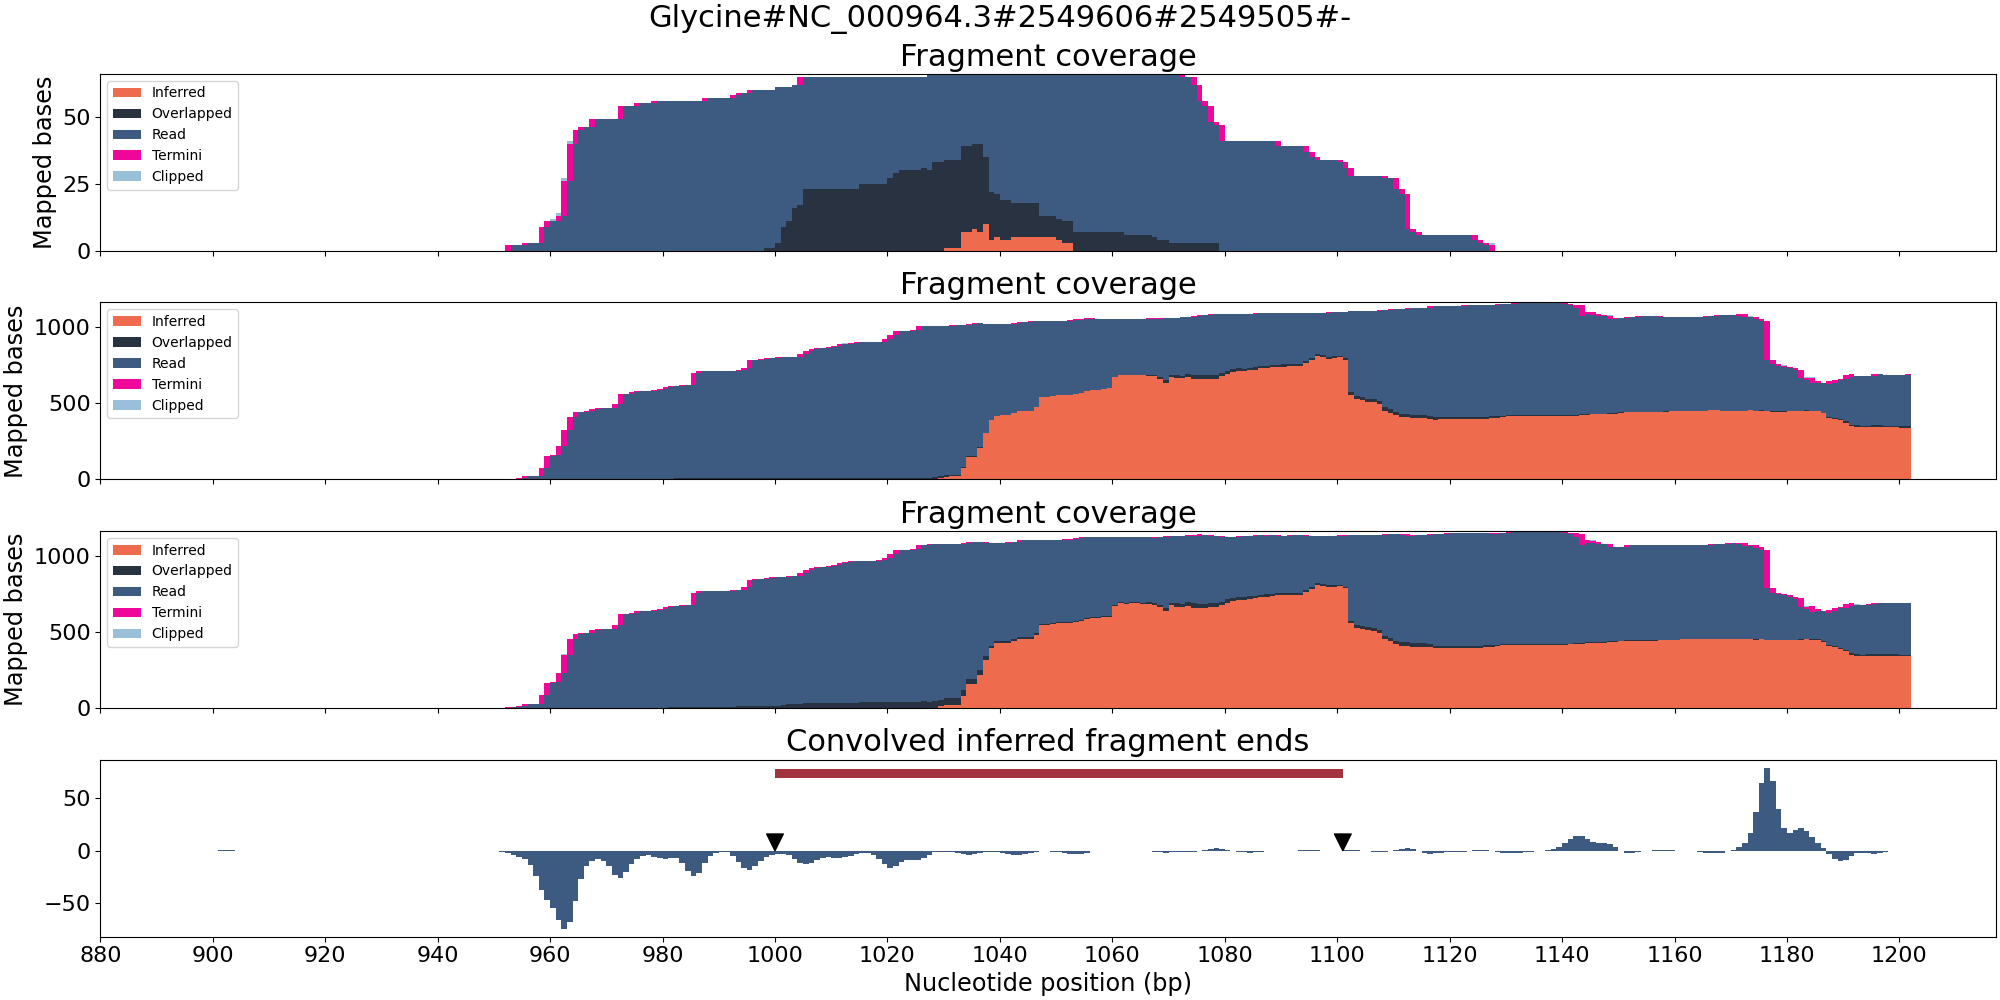 Glycine#NC_000964.3#2549606#2549505#-
Fragment coverage
Mapped bases
50
25
0
Inferred
Overlapped
Read
Termini
Clipped
Fragment coverage
Mapped bases
1000
500
0
Inferred
Overlapped
Read
Termini
Clipped
Fragment coverage
Mapped bases
1000
500
0
Inferred
Overlapped
Read
Termini
Clipped
Convolved inferred fragment ends
50
0
−50
880 900 920 940 960 980 1000 1020 1040 1060 1080 1100 1120 1140 1160 1180 1200
Nucleotide position (bp)